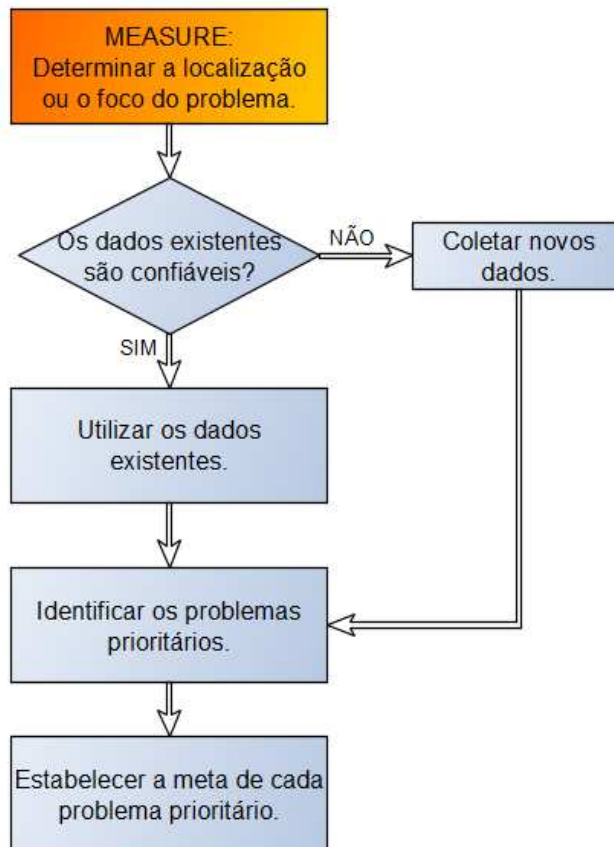 MEASURE:
Determinar a localização
ou o foco do problema.
Os dados existentes
são confiáveis?
NÃO
Coletar novos
dados.
SIM
Utilizar os dados
existentes.
Identificar os problemas
prioritários.
Estabelecer a meta de cada
problema prioritário.